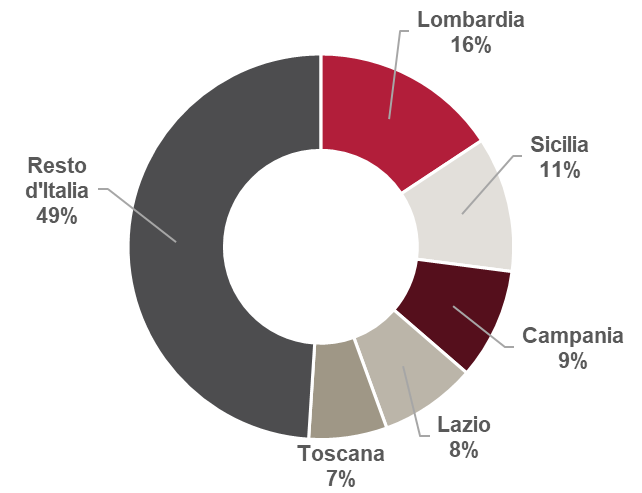 Lombardia
16%
Sicilia
11%
Campania
9%
Lazio
8%
Toscana
7%
Resto
d'Italia
49%